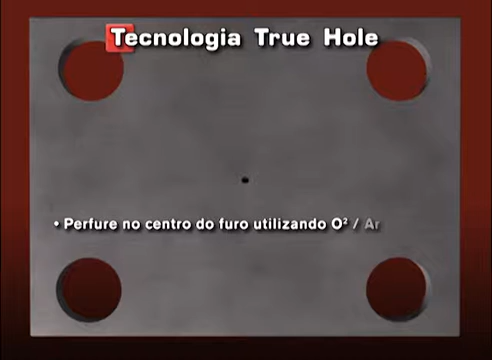 Tecnologia True Hole
• Perfure no centro do furo utilizando O² / Ar